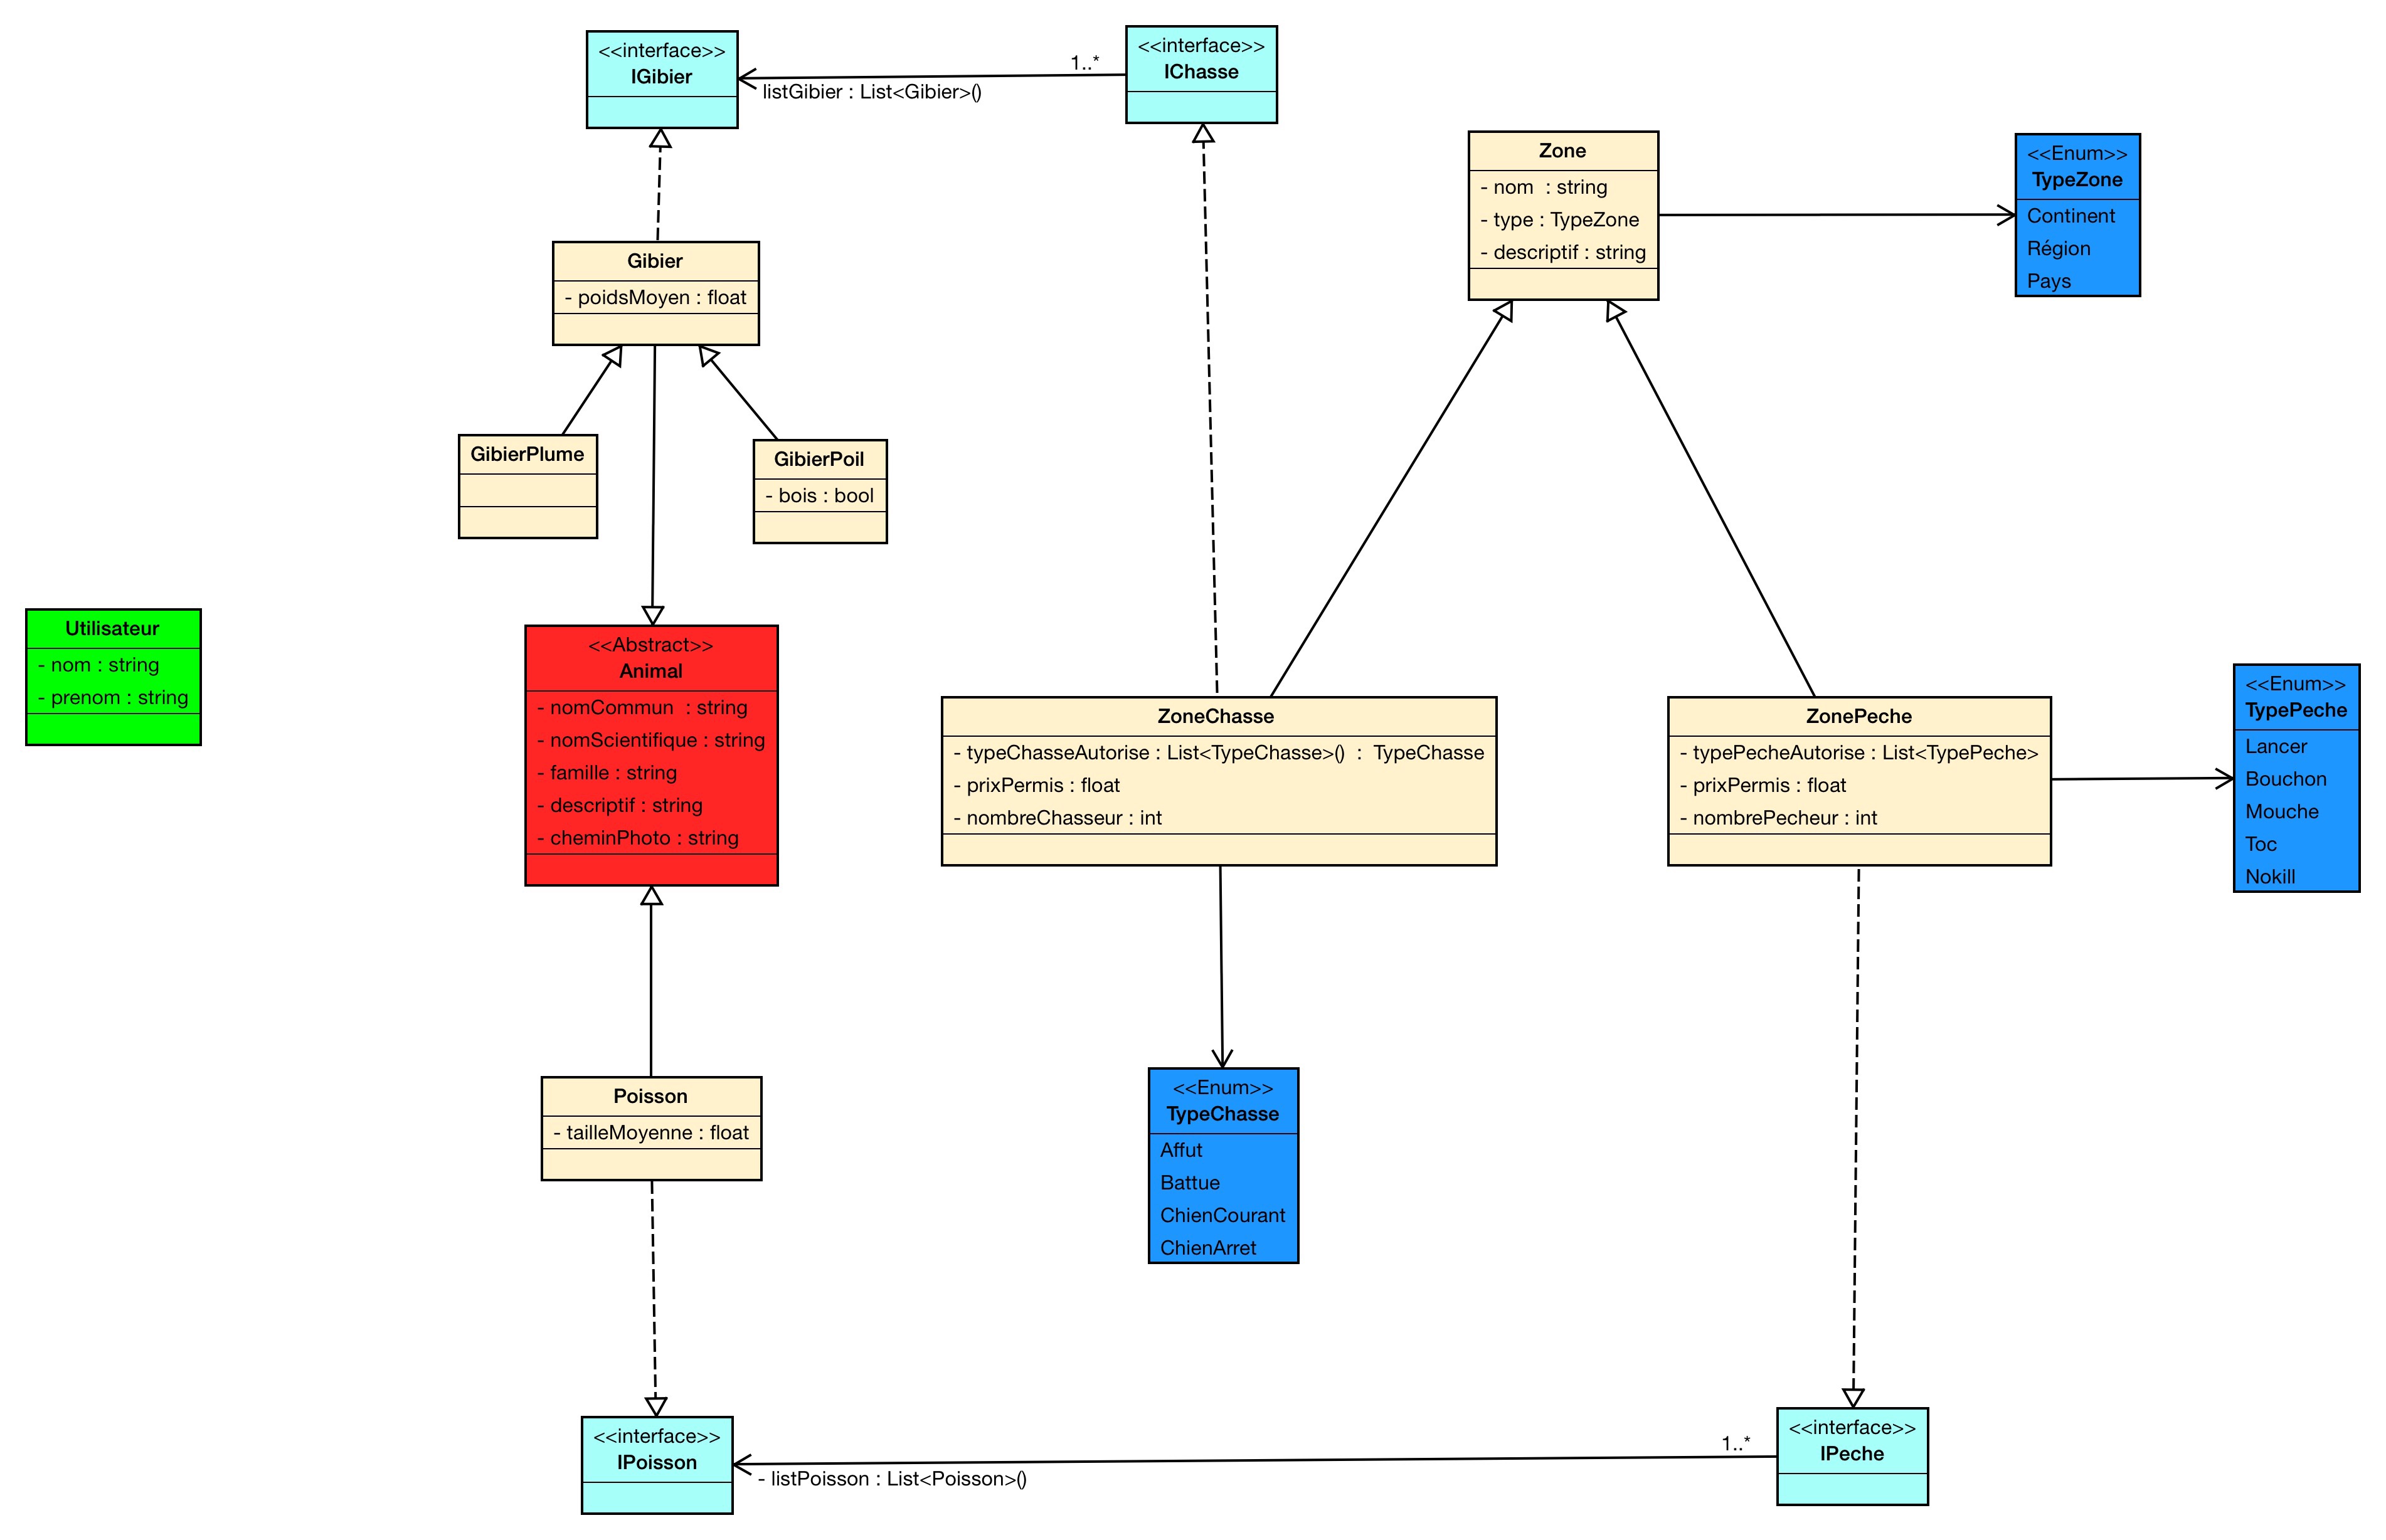 <<interface>>
IGibier
1..*
listGibier : List<Gibier>()
<<interface>>
IChasse
Zone
- nom  : string
- type : TypeZone
- descriptif : string
<<Enum>>
TypeZone
Continent
Région
Pays
Gibier
- poidsMoyen : float
GibierPlume
GibierPoil
- bois : bool
Utilisateur
- nom : string
- prenom : string
<<Abstract>>
Animal
- nomCommun  : string
- nomScientifique : string
- famille : string
- descriptif : string
- cheminPhoto : string
ZoneChasse
- typeChasseAutorise : List<TypeChasse>()  :  TypeChasse
- prixPermis : float
- nombreChasseur : int
ZonePeche
- typePecheAutorise : List<TypePeche>
- prixPermis : float
- nombrePecheur : int
<<Enum>>
TypePeche
Lancer
Bouchon
Mouche
Toc
Nokill
Poisson
- tailleMoyenne : float
<<Enum>>
TypeChasse
Affut
Battue
ChienCourant
ChienArret
<<interface>>
IPoisson
- listPoisson : List<Poisson>()
1..*
<<interface>>
IPeche